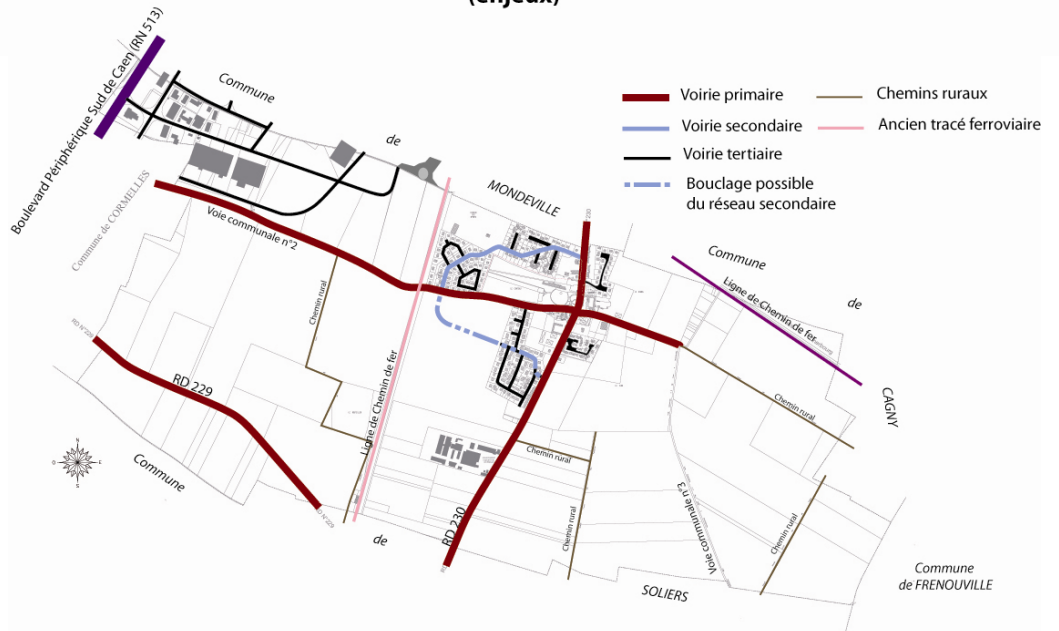 (enjeux)
Boulevard Périphérique Sud de Caen (RN 513)
Commune
de
MONDEVILLE
Voirie primaire
Voirie secondaire
Voirie tertiaire
Bouclage possible
du réseau secondaire
Chemins ruraux
Ancien tracé ferroviaire
Commune de CORMELLES
Voie communale n°2
Commune
de
CAGNY
Ligne de Chemin de fer
Chemin rural
Ligne de Chemin de fer
RD N°229
RD 229
Chemin rural
Chemin rural
Chemin rural
Chemin rural
Voie communale n°3
RD 230
Commune
de
SOLIERS
Commune
de FRENOUVILLE
N
O
E
S